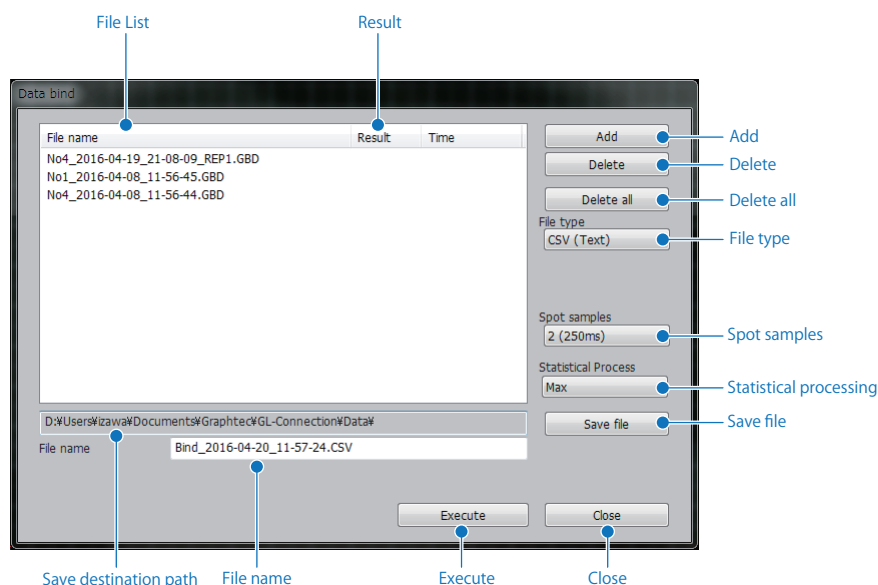 File List
Result
Data bind
File name
Result
Time
No4_2016-04-19_21-08-09_REP1.GBD
No1_2016-04-08_11-56-45.GBD
No4_2016-04-08_11-56-44.GBD
Add
Add
Delete
Delete
Delete all
Delete all
File type
CSV (Text)
File type
Spot samples
2 (250ms)
Spot samples
Statistical Process
Max
Statistical processing
D:¥Users¥izawa¥Documents¥Graphtec¥GL-Connection¥Data¥
Save file
Save file
File name
Bind_2016-04-20_11-57-24.CSV
Execute
Close
Save destination path
File name
Execute
Close